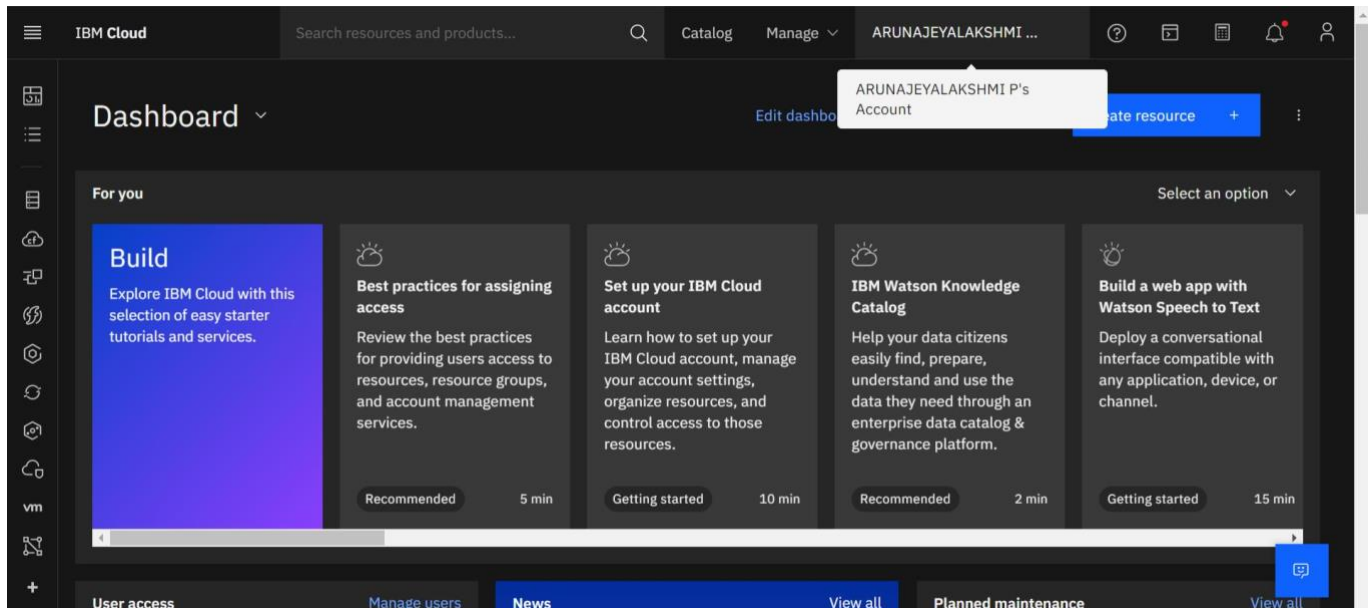 IBM Cloud
Search resources and products...
Catalog
Manage
ARUNAJEYALAKSHMI ...
ARUNAJEYALAKSHMI P's
Account
Dashboard
Edit dashbo
eate resource +
For you
Select an option
Build
Explore IBM Cloud with this
selection of easy starter
tutorials and services.
Best practices for assigning
access
Review the best practices
for providing users access to
resources, resource groups,
and account management
services.
Recommended
5 min
Set up your IBM Cloud
account
Learn how to set up your
IBM Cloud account, manage
your account settings,
organize resources, and
control access to those
resources.
Getting started
10 min
IBM Watson Knowledge
Catalog
Help your data citizens
easily find, prepare,
understand and use the
data they need through an
enterprise data catalog &
governance platform.
Recommended
2 min
Build a web app with
Watson Speech to Text
Deploy a conversational
interface compatible with
any application, device, or
channel.
Getting started
15 min
cf
vm
User access
Manage users
News
View all
Planned maintenance
View all